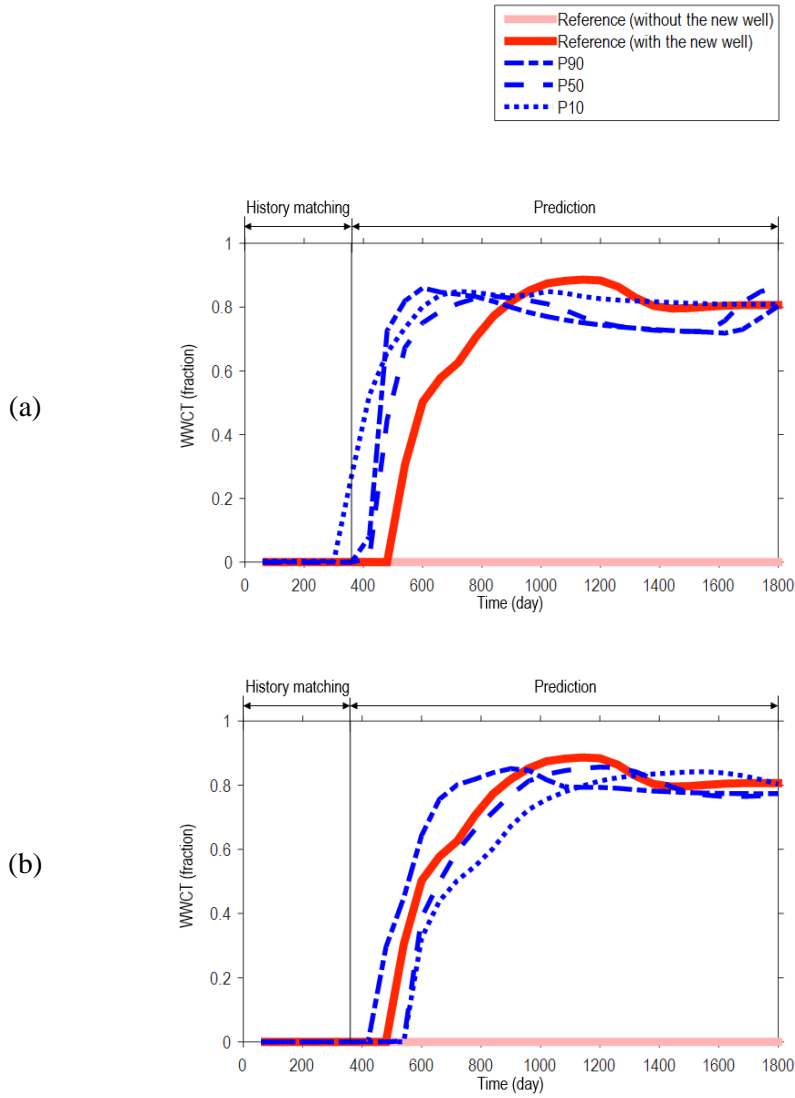 Reference (without the new well)
Reference (with the new well)
P90
P50
P10
(a)
History matching
Prediction
WWCT (fraction)
1
0.8
0.6
0.4
0.2
0
0 200 400 600 800 1000 1200 1400 1600 1800
Time (day)
(b)
History matching
Prediction
WWCT (fraction)
1
0.8
0.6
0.4
0.2
0
0 200 400 600 800 1000 1200 1400 1600 1800
Time (day)